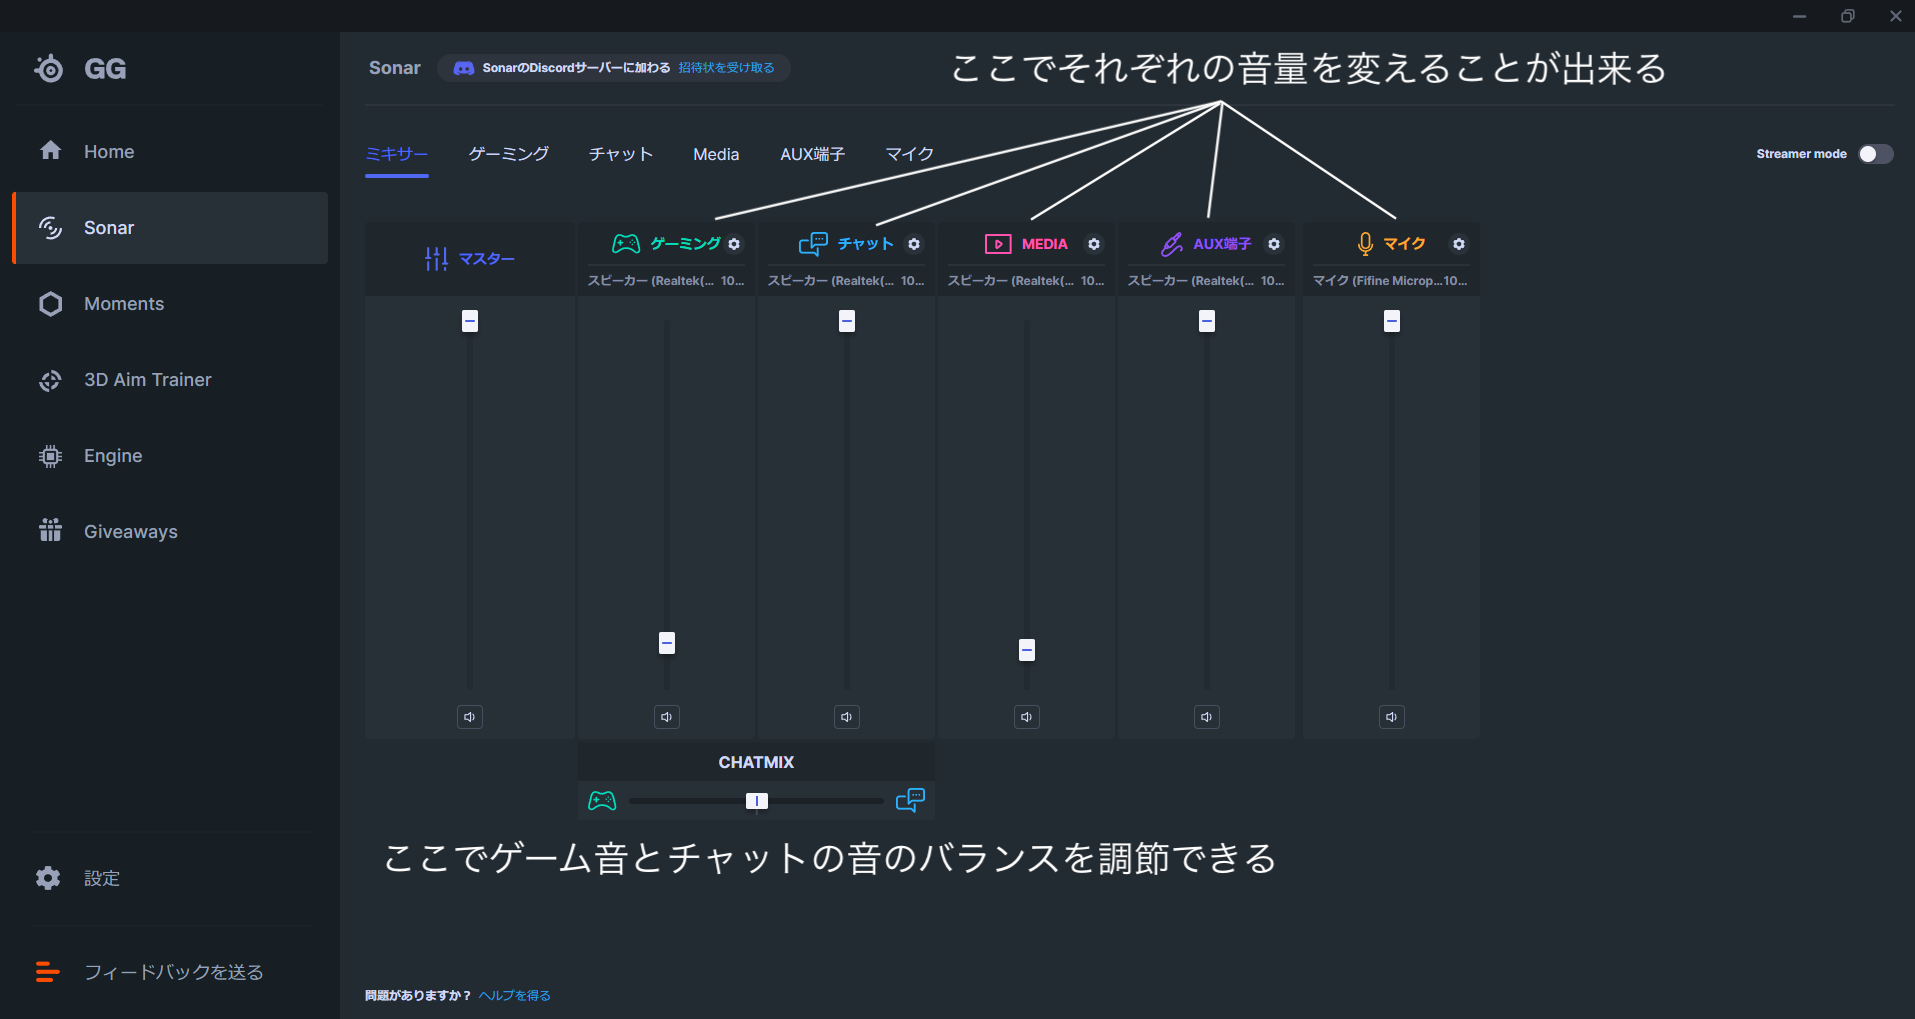 GG
Home
Sonar
Moments
3D Aim Trainer
Engine
Giveaways
設定
フィードバックを送る
Sonar
SonarのDiscordサーバーに加わる 招待状を受け取る
ここでそれぞれの音量を変えることが出来る
ミキサー ゲーミング チャット Media AUX端子 マイク
Streamer mode
マスター
ゲーミング
スピーカー (Realtek(... 10...
チャット
スピーカー (Realtek(... 10...
MEDIA
スピーカー (Realtek(... 10...
AUX端子
スピーカー (Realtek(... 10...
マイク
マイク (Fifine Microp...10...
CHATMIX
ここでゲーム音とチャットの音のバランスを調節できる
問題がありますか？ ヘルプを得る